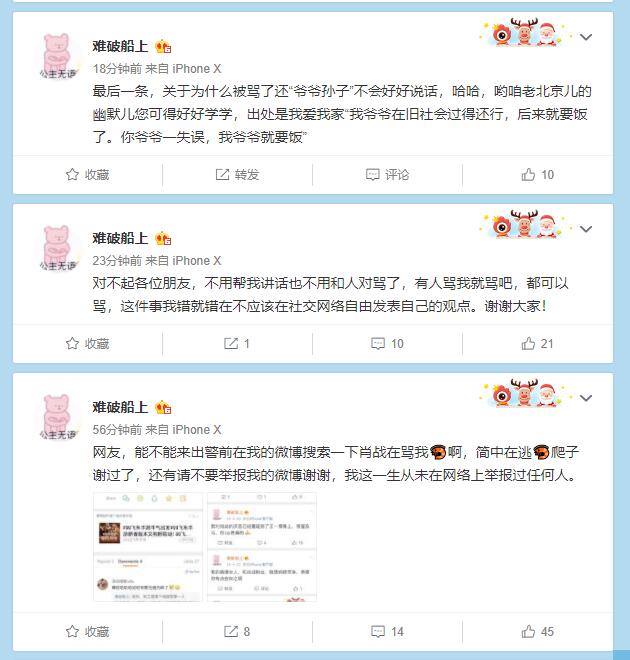 难破船上
公主无语
18分钟前 来自 iPhone X
最后一条，关于为什么被骂了还“爷爷孙子”不会好好说话，哈哈，哟咱老北京儿的
幽默儿您可得好好学学，出处是我爱我家“我爷爷在旧社会过得还行，后来就要饭
了。你爷爷一失误，我爷爷就要饭”
收藏 转发 评论 10
难破船上
公主无语
23分钟前 来自 iPhone X
对不起各位朋友，不用帮我讲话也不用和人对骂了，有人骂我就骂吧，都可以
骂，这件事我错就错在不应该在社交网络自由发表自己的观点。谢谢大家！
收藏 1 10 21
难破船上
公主无语
56分钟前 来自 iPhone X
网友，能不能来出警前在我的微博搜索一下肖战在骂我啊，简中在逃爬子
谢过了，还有请不要举报我的微博谢谢，我这一生从未在网络上举报过任何人。
收藏 8 14 45